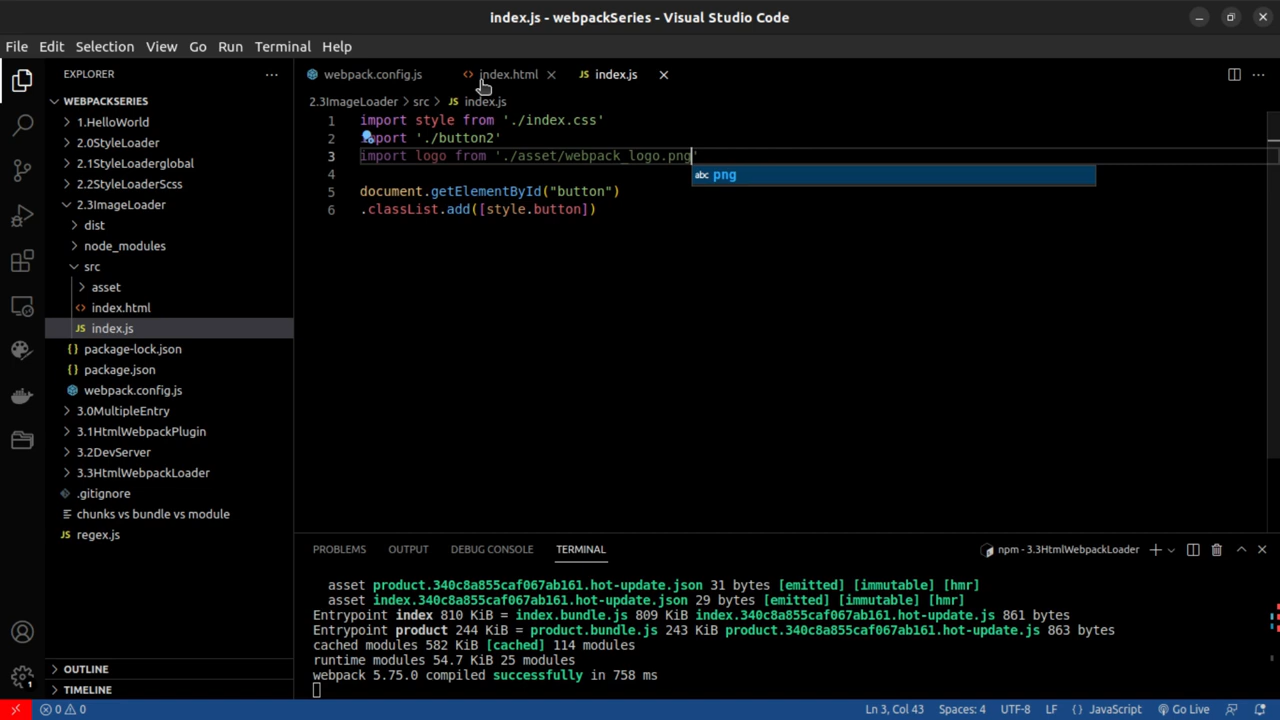 index.js - webpackSeries - Visual Studio Code
File Edit Selection View Go Run Terminal Help
EXPLORER
WEBPACKSERIES
1.HelloWorld
2.0StyleLoader
2.1StyleLoaderglobal
2.2StyleLoaderScss
2.3ImageLoader
dist
node_modules
src
asset
index.html
JS index.js
{} package-lock.json
{} package.json
webpack.config.js
3.0MultipleEntry
3.1HtmlWebpackPlugin
3.2DevServer
3.3HtmlWebpackLoader
.gitignore
chunks vs bundle vs module
JS regex.js
OUTLINE
TIMELINE
webpack.config.js index.html JS index.js
2.3ImageLoader > src > JS index.js
1 import style from './index.css'
2 import './button2'
3 import logo from './asset/webpack_logo.png'
abc png
4
5 document.getElementById("button")
6 .classList.add([style.button])
PROBLEMS OUTPUT DEBUG CONSOLE TERMINAL npm - 3.3HtmlWebpackLoader
asset product.340c8a855caf067ab161.hot-update.json 31 bytes [emitted] [immutable] [hmr]
asset index.340c8a855caf067ab161.hot-update.json 29 bytes [emitted] [immutable] [hmr]
Entrypoint index 810 KiB = index.bundle.js 809 KiB index.340c8a855caf067ab161.hot-update.js 861 bytes
Entrypoint product 244 KiB = product.bundle.js 243 KiB product.340c8a855caf067ab161.hot-update.js 863 bytes
cached modules 582 KiB [cached] 114 modules
runtime modules 54.7 KiB 25 modules
webpack 5.75.0 compiled successfully in 758 ms
1
0 0 Ln 3, Col 43 Spaces: 4 UTF-8 LF {} JavaScript Go Live